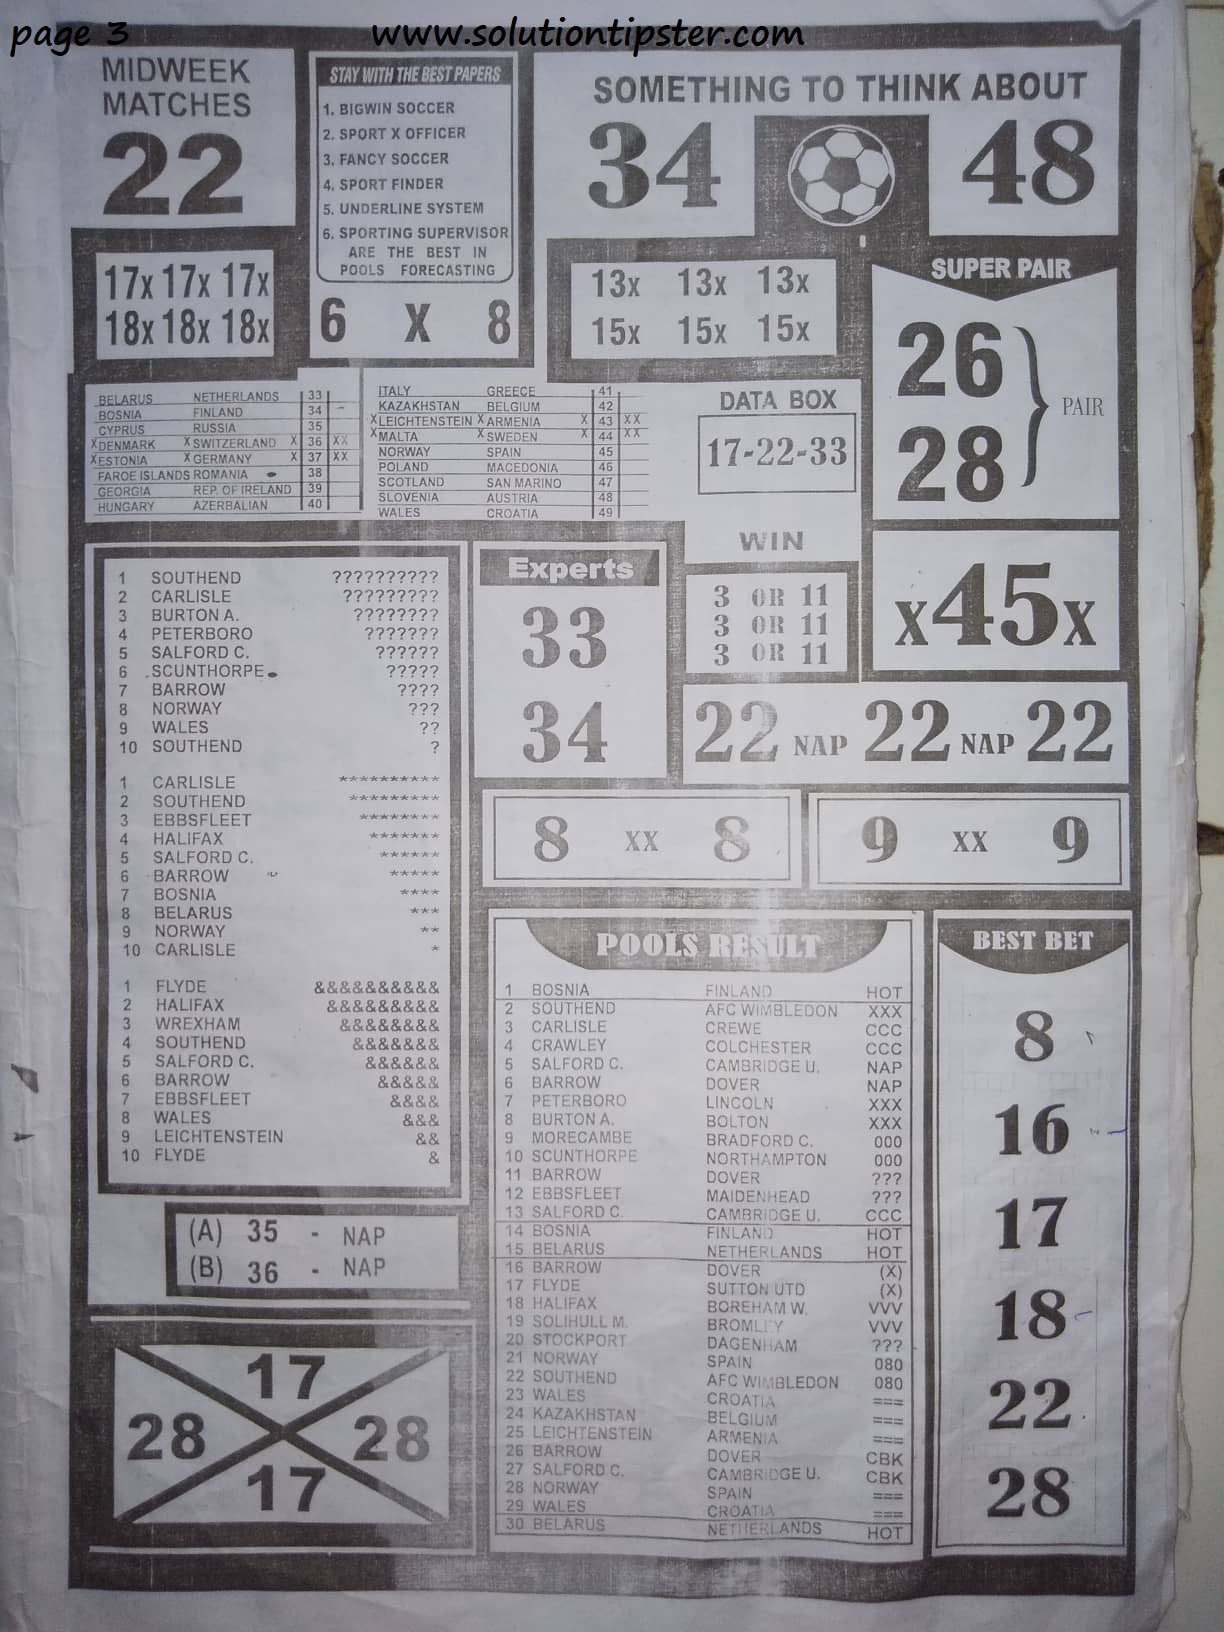 page 3
www.solutiontipster.com
MIDWEEK
MATCHES
22
STAY WITH THE BEST PAPERS
1. BIGWIN SOCCER
2. SPORT X OFFICER
3. FANCY SOCCER
4. SPORT FINDER
5. UNDERLINE SYSTEM
6. SPORTING SUPERVISOR
ARE THE BEST IN
POOLS FORECASTING
6 X 8
SOMETHING TO THINK ABOUT
34 48
17x 17x 17x
18x 18x 18x
13x 13x 13x
15x 15x 15x
SUPER PAIR
26
28
PAIR
BELARUS NETHERLANDS 33
BOSNIA FINLAND 34
CYPRUS RUSSIA 35
X DENMARK X SWITZERLAND X 36 XX
X ESTONIA X GERMANY X 37 XX
FAROE ISLANDS ROMANIA 38
GEORGIA REP. OF IRELAND 39
HUNGARY AZERBALIAN 40
ITALY GREECE 41
KAZAKHSTAN BELGIUM 42
X LEICHTENSTEIN X ARMENIA X 43 XX
X MALTA X SWEDEN X 44 XX
NORWAY SPAIN 45
POLAND MACEDONIA 46
SCOTLAND SAN MARINO 47
SLOVENIA AUSTRIA 48
WALES CROATIA 49
DATA BOX
17-22-33
WIN
3 OR 11
3 OR 11
3 OR 11
x45x
1 SOUTHEND ??????????
2 CARLISLE ?????????
3 BURTON A. ????????
4 PETERBORO ???????
5 SALFORD C. ??????
6 SCUNTHORPE ?????
7 BARROW ????
8 NORWAY ???
9 WALES ??
10 SOUTHEND ?
1 CARLISLE **********
2 SOUTHEND *********
3 EBBSFLEET ********
4 HALIFAX *******
5 SALFORD C. ******
6 BARROW *****
7 BOSNIA ****
8 BELARUS ***
9 NORWAY **
10 CARLISLE *
1 FLYDE &&&&&&&&&&
2 HALIFAX &&&&&&&&&
3 WREXHAM &&&&&&&&
4 SOUTHEND &&&&&&&
5 SALFORD C. &&&&&&
6 BARROW &&&&&
7 EBBSFLEET &&&&
8 WALES &&&
9 LEICHTENSTEIN &&
10 FLYDE &
Experts
33
34
22 NAP 22 NAP 22
8 XX 8
9 XX 9
POOLS RESULT
1 BOSNIA FINLAND HOT
2 SOUTHEND AFC WIMBLEDON XXX
3 CARLISLE CREWE CCC
4 CRAWLEY COLCHESTER CCC
5 SALFORD C. CAMBRIDGE U. NAP
6 BARROW DOVER NAP
7 PETERBORO LINCOLN XXX
8 BURTON A. BOLTON XXX
9 MORECAMBE BRADFORD C. 000
10 SCUNTHORPE NORTHAMPTON 000
11 BARROW DOVER ???
12 EBBSFLEET MAIDENHEAD ???
13 SALFORD C. CAMBRIDGE U. CCC
14 BOSNIA FINLAND HOT
15 BELARUS NETHERLANDS HOT
16 BARROW DOVER (X)
17 FLYDE SUTTON UTD (X)
18 HALIFAX BOREHAM W. VVV
19 SOLIHULL M. BROMLEY VVV
20 STOCKPORT DAGENHAM ???
21 NORWAY SPAIN 080
22 SOUTHEND AFC WIMBLEDON 080
23 WALES CROATIA ===
24 KAZAKHSTAN BELGIUM ===
25 LEICHTENSTEIN ARMENIA ===
26 BARROW DOVER CBK
27 SALFORD C. CAMBRIDGE U. CBK
28 NORWAY SPAIN ===
29 WALES CROATIA ===
30 BELARUS NETHERLANDS HOT
BEST BET
8
16
17
18
22
28
(A) 35 - NAP
(B) 36 - NAP
17
28 28
17